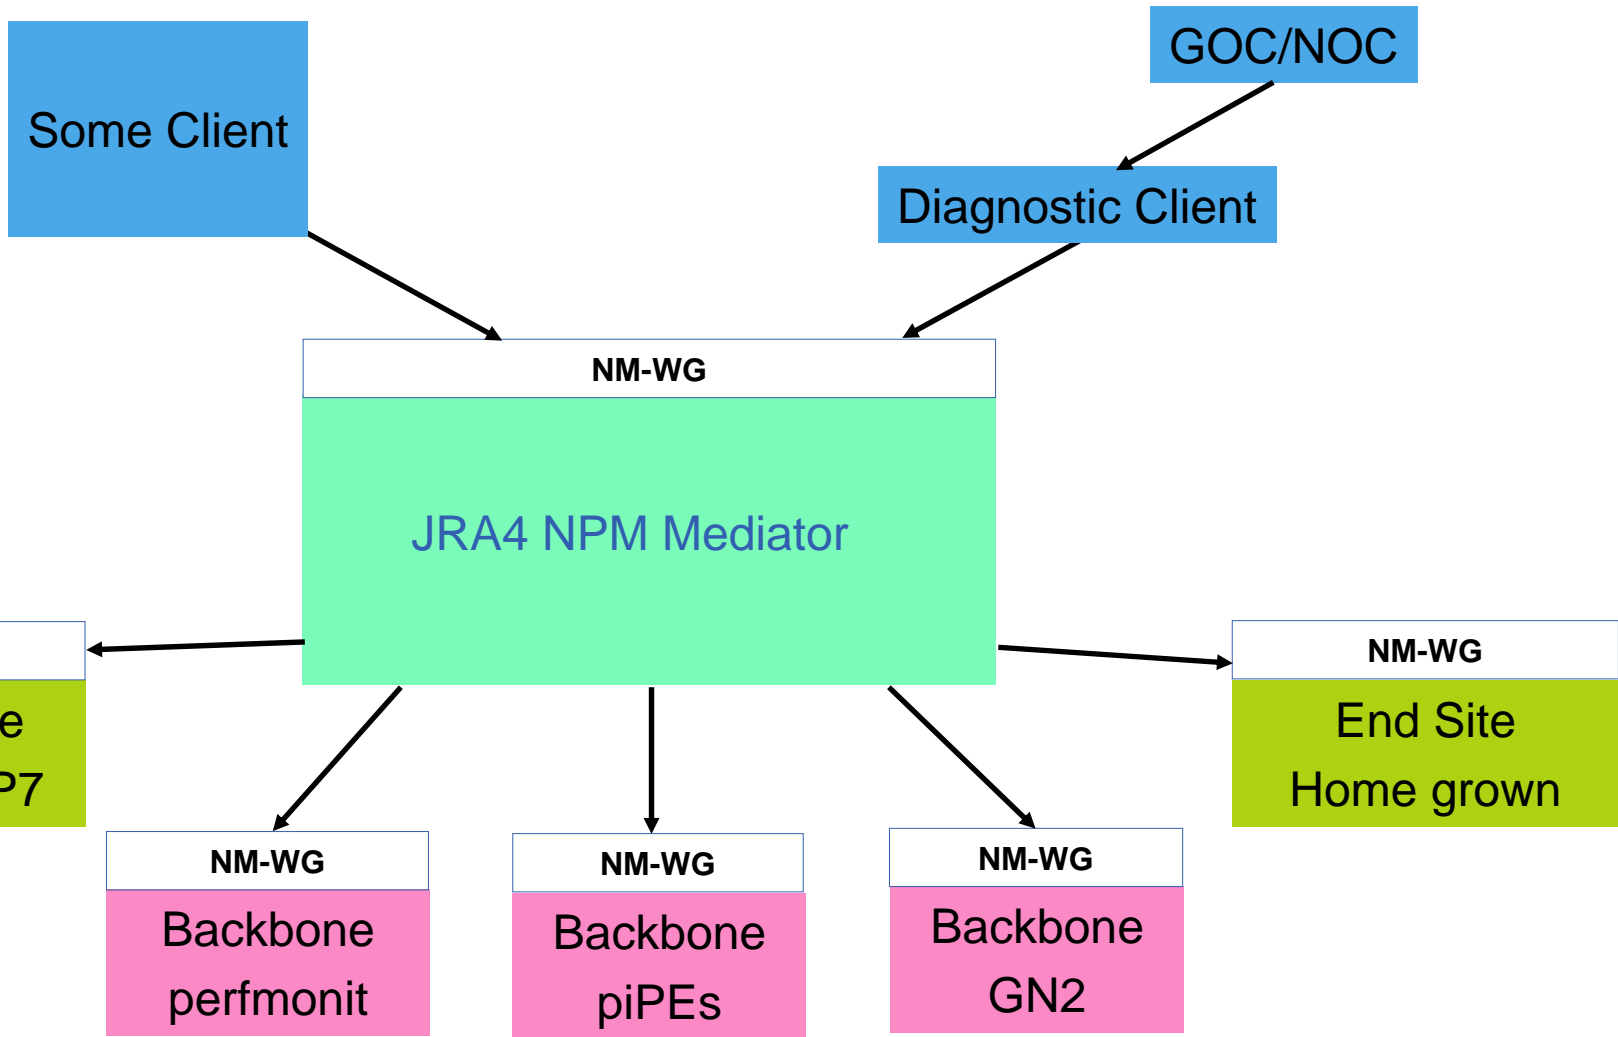 GOC/NOC
Some Client
Diagnostic Client
NM-WG
JRA4 NPM Mediator
NM-WG
End Site
Home grown
NM-WG
Backbone
perfmonit
NM-WG
Backbone
piPEs
NM-WG
Backbone
GN2